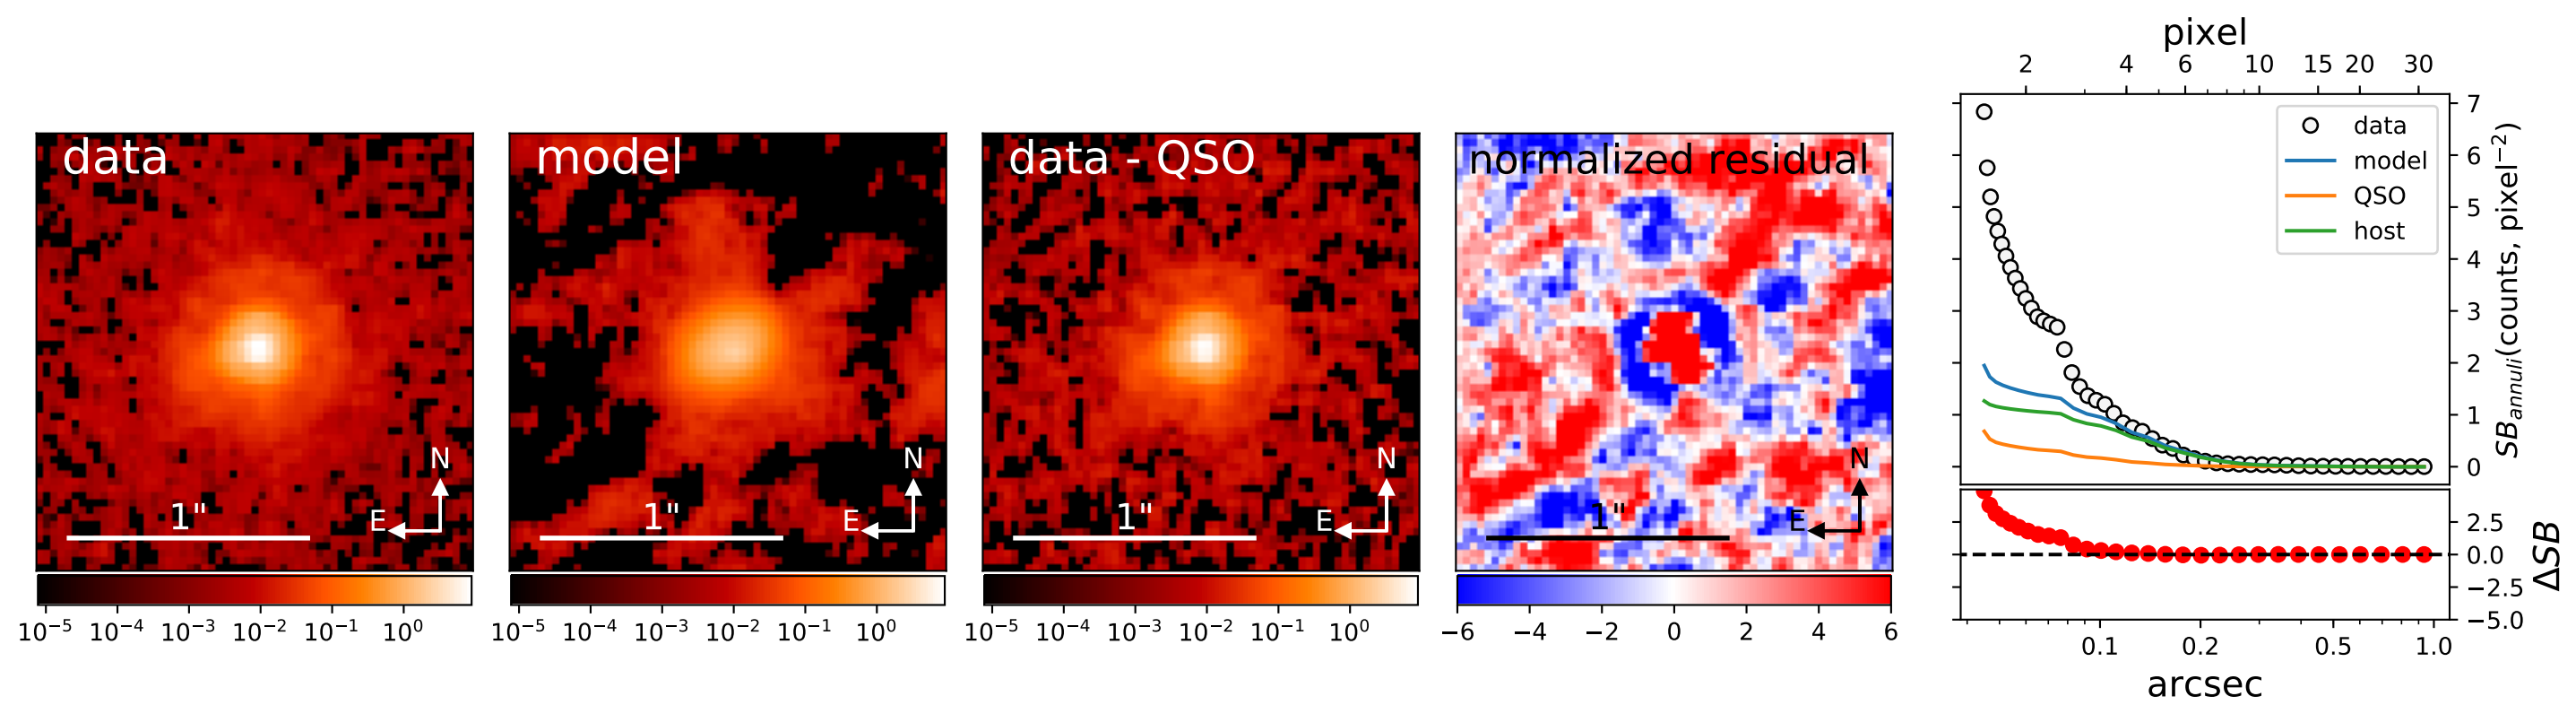 data
1"
N
E
10⁻⁵ 10⁻⁴ 10⁻³ 10⁻² 10⁻¹ 10⁰
model
1"
N
E
10⁻⁵ 10⁻⁴ 10⁻³ 10⁻² 10⁻¹ 10⁰
data - QSO
1"
N
E
10⁻⁵ 10⁻⁴ 10⁻³ 10⁻² 10⁻¹ 10⁰
normalized residual
1"
N
E
−6 −4 −2 0 2 4 6
pixel
2 4 6 10 15 20 30
data
model
QSO
host
7
6
5
4
3
2
1
0
SBannuli(counts, pixel⁻²)
2.5
0.0
−2.5
−5.0
ΔSB
0.1 0.2 0.5 1.0
arcsec